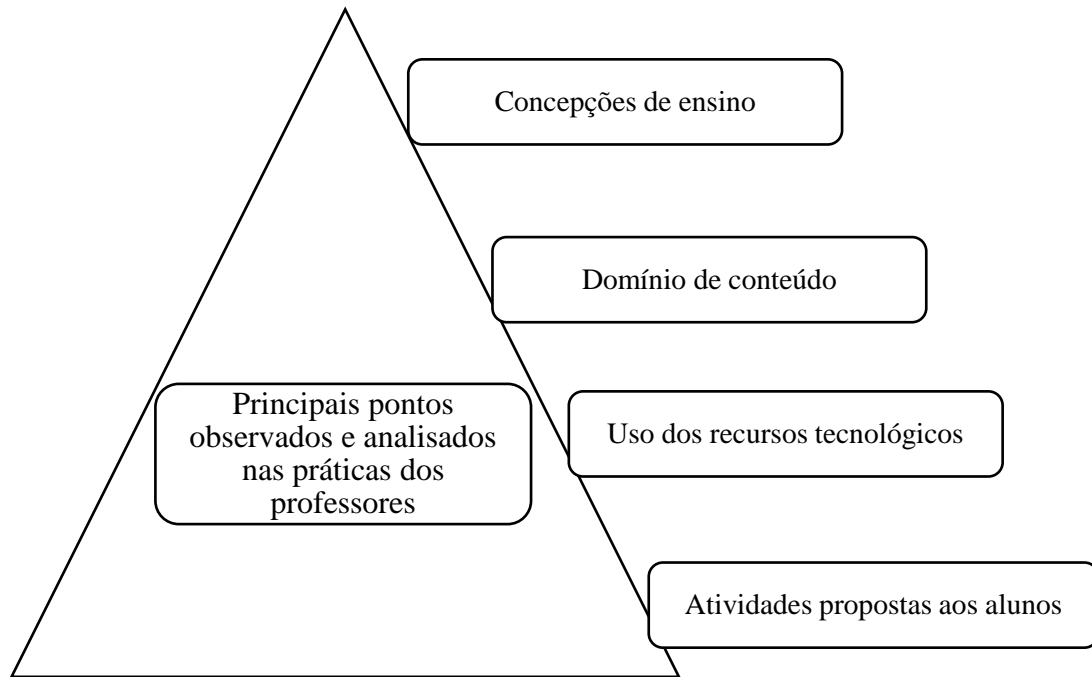 Concepções de ensino
Domínio de conteúdo
Principais pontos
observados e analisados
nas práticas dos
professores
Uso dos recursos tecnológicos
Atividades propostas aos alunos